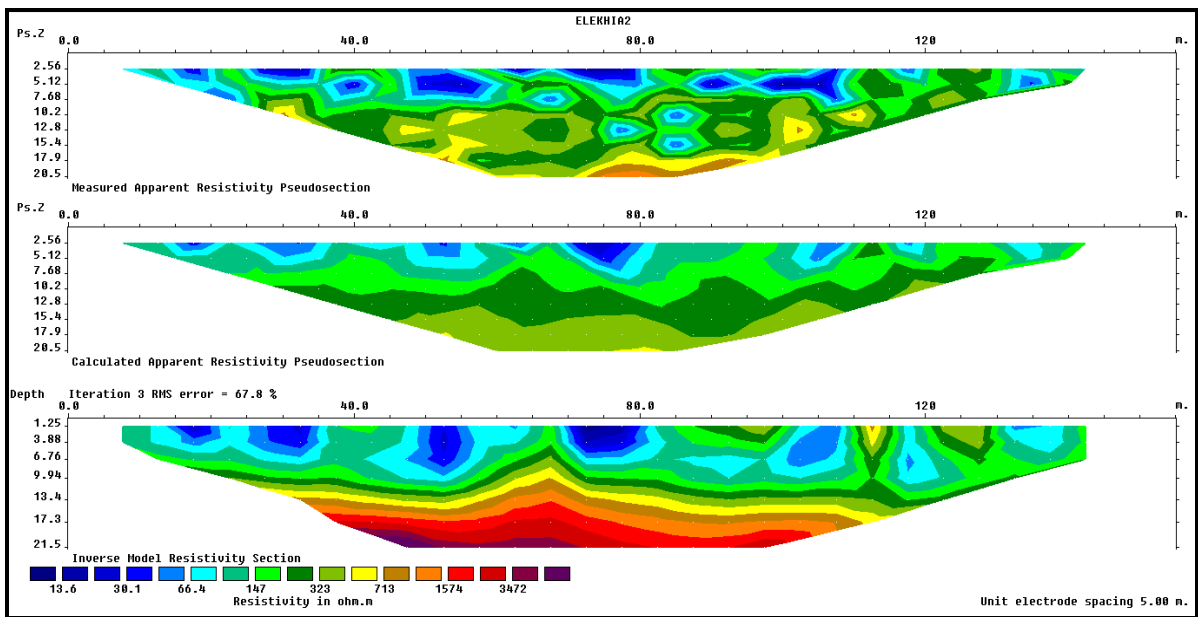 ELEKHIA2
Ps.Z 0.0 40.0 80.0 120 m.
2.56
5.12
7.68
10.2
12.8
15.4
17.9
20.5
Measured Apparent Resistivity Pseudosection
Ps.Z 0.0 40.0 80.0 120 m.
2.56
5.12
7.68
10.2
12.8
15.4
17.9
20.5
Calculated Apparent Resistivity Pseudosection
Depth Iteration 3 RMS error = 67.8 %
0.0 40.0 80.0 120 m.
1.25
3.88
6.76
9.94
13.4
17.3
21.5
Inverse Model Resistivity Section
13.6 30.1 66.4 147 323 713 1574 3472
Resistivity in ohm.m Unit electrode spacing 5.00 m.